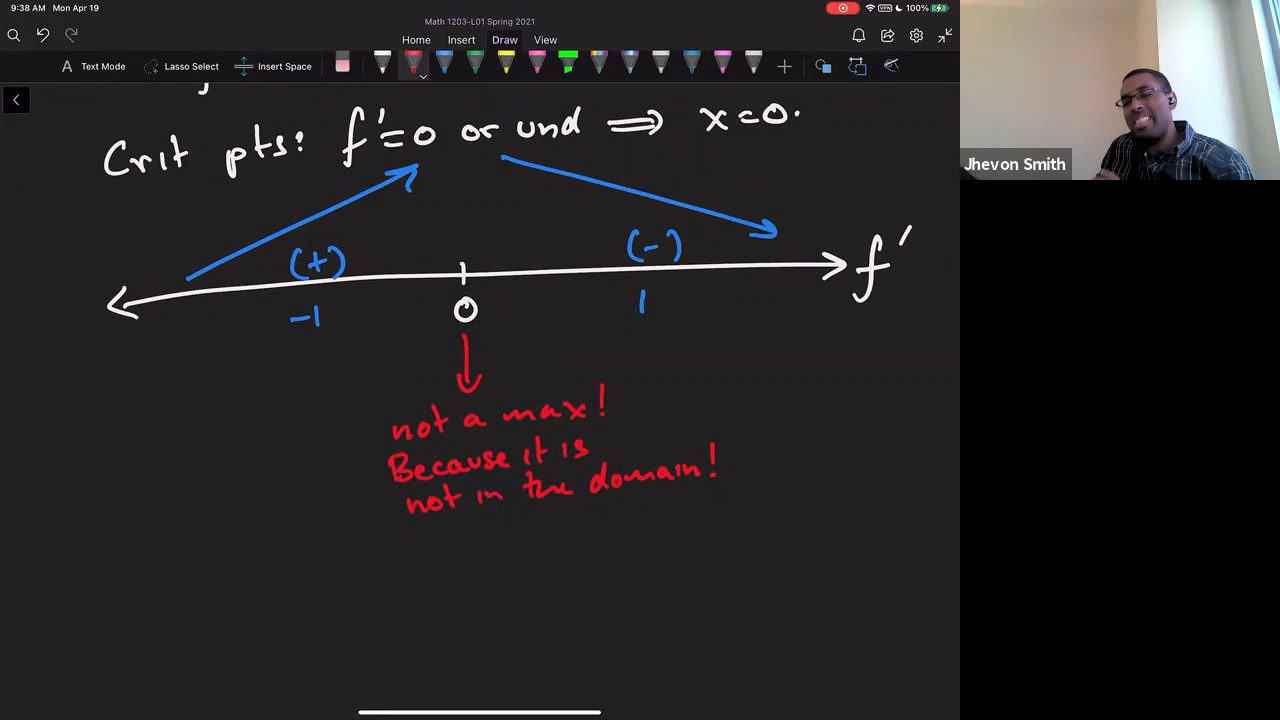 9:38 AM Mon Apr 19
100%
Math 1203-L01 Spring 2021
Home Insert Draw View
Text Mode Lasso Select Insert Space
Crit pts: f'=0 or und ⟹ x=0.
(+) (-)
f'
-1 0 1
not a max!
Because it is
not in the domain!
Jhevon Smith